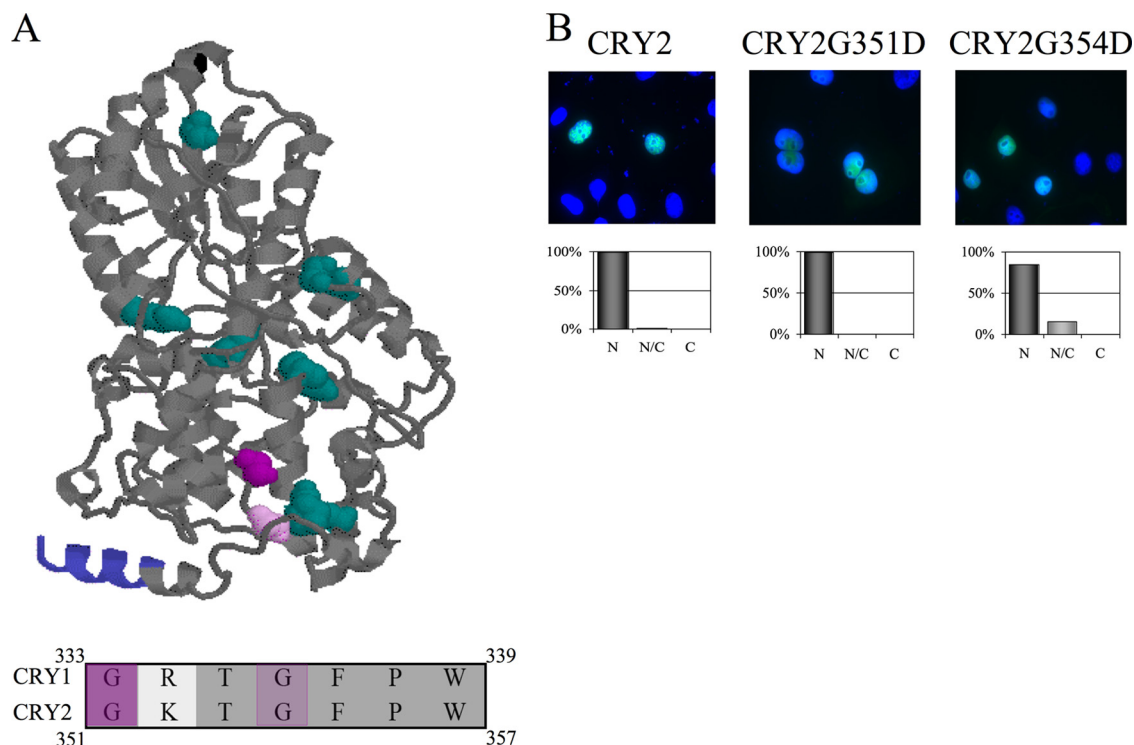 A
B
CRY2 CRY2G351D CRY2G354D
100% 100% 100%
50% 50% 50%
0% 0% 0%
N N/C C N N/C C N N/C C
333 339
CRY1 G R T G F P W
CRY2 G K T G F P W
351 357